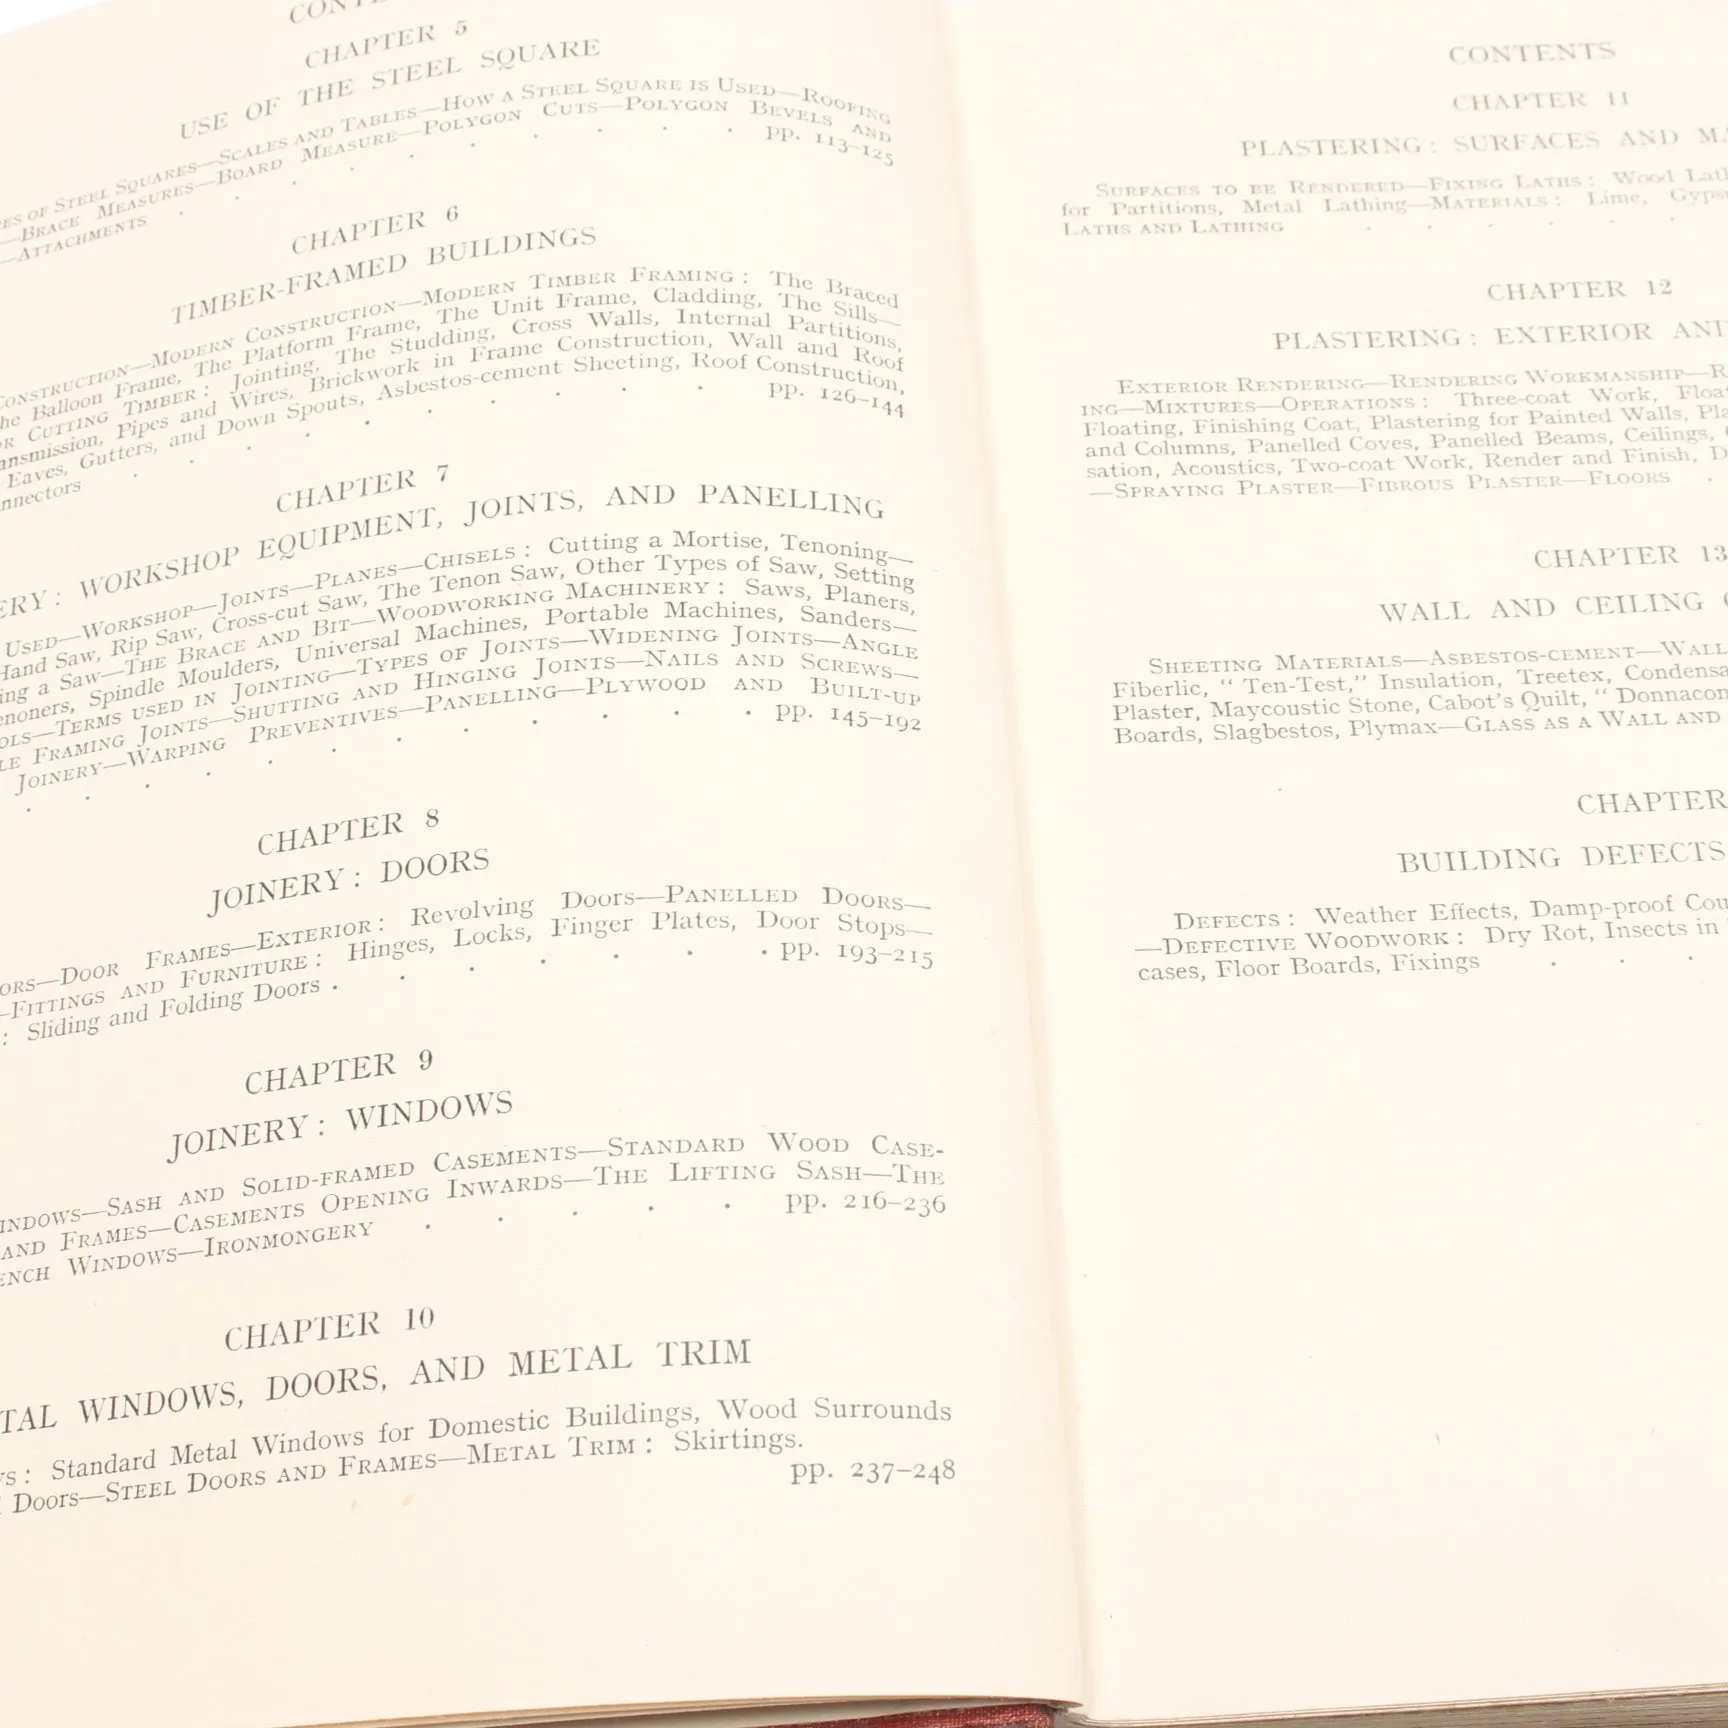 CHAPTER 5
USE OF THE STEEL SQUARE
OF STEEL SQUARES—SCALES AND TABLES—HOW A STEEL SQUARE IS USED—ROOFING
—BRACE MEASURES—BOARD MEASURE—POLYGON CUTS—POLYGON BEVELS AND
—ATTACHMENTS . . . . . . . . . pp. 113–125
CHAPTER 6
TIMBER-FRAMED BUILDINGS
CONSTRUCTION—MODERN CONSTRUCTION—MODERN TIMBER FRAMING: The Braced
Balloon Frame, The Platform Frame, The Unit Frame, Cladding, The Sills—
CUTTING TIMBER: Jointing, The Studding, Cross Walls, Internal Partitions,
Pipes and Wires, Brickwork in Frame Construction, Wall and Roof
Eaves, Gutters, and Down Spouts, Asbestos-cement Sheeting, Roof Construction,
. . . . . . . . pp. 126–144
CHAPTER 7
WORKSHOP EQUIPMENT, JOINTS, AND PANELLING
USED—WORKSHOP—JOINTS—PLANES—CHISELS: Cutting a Mortise, Tenoning—
Hand Saw, Rip Saw, Cross-cut Saw, The Tenon Saw, Other Types of Saw, Setting
a Saw—THE BRACE AND BIT—WOODWORKING MACHINERY: Saws, Planers,
Spindle Moulders, Universal Machines, Portable Machines, Sanders—
TERMS USED IN JOINTING—TYPES OF JOINTS—WIDENING JOINTS—ANGLE
FRAMING JOINTS—SHUTTING AND HINGING JOINTS—NAILS AND SCREWS—
JOINERY—WARPING PREVENTIVES—PANELLING—PLYWOOD AND BUILT-UP
. . . . . . . . . . . . pp. 145–192
CHAPTER 8
JOINERY: DOORS
—DOOR FRAMES—EXTERIOR: Revolving Doors—PANELLED DOORS—
—FITTINGS AND FURNITURE: Hinges, Locks, Finger Plates, Door Stops—
: Sliding and Folding Doors . . . . . . . pp. 193–215
CHAPTER 9
JOINERY: WINDOWS
—SASH AND SOLID-FRAMED CASEMENTS—STANDARD WOOD CASE-
AND FRAMES—CASEMENTS OPENING INWARDS—THE LIFTING SASH—THE
WINDOWS—IRONMONGERY . . . . . pp. 216–236
CHAPTER 10
WINDOWS, DOORS, AND METAL TRIM
: Standard Metal Windows for Domestic Buildings, Wood Surrounds
Doors—STEEL DOORS AND FRAMES—METAL TRIM: Skirtings.
pp. 237–248
CONTENTS
CHAPTER 11
PLASTERING: SURFACES AND
SURFACES TO BE RENDERED—FIXING LATHS: Wood
for Partitions, Metal Lathing—MATERIALS: Lime,
LATHS AND LATHING . . . . . .
CHAPTER 12
PLASTERING: EXTERIOR AND
EXTERIOR RENDERING—RENDERING WORKMANSHIP—
ING—MIXTURES—OPERATIONS: Three-coat Work,
Floating, Finishing Coat, Plastering for Painted Walls,
and Columns, Panelled Coves, Panelled Beams, Ceilings,
sation, Acoustics, Two-coat Work, Render and Finish,
—SPRAYING PLASTER—FIBROUS PLASTER—FLOORS .
CHAPTER 13
WALL AND CEILING
SHEETING MATERIALS—ASBESTOS-CEMENT—WALL
Fiberlic, “ Ten-Test,” Insulation, Treetex,
Plaster, Maycoustic Stone, Cabot’s Quilt, “ Donnacon
Boards, Slagbestos, Plymax—GLASS AS A WALL AND
CHAPTER
BUILDING DEFECTS
DEFECTS: Weather Effects, Damp-proof
—DEFECTIVE WOODWORK: Dry Rot, Insects in
cases, Floor Boards, Fixings . . .